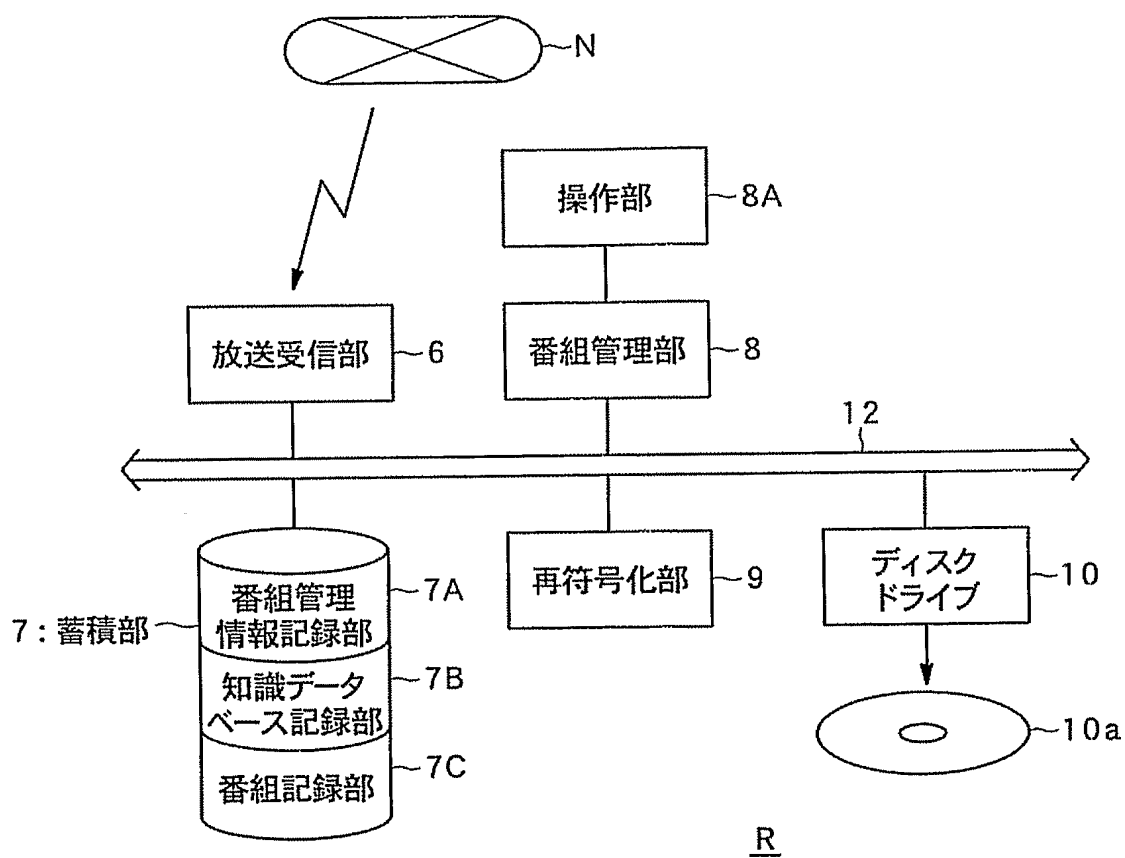 N
操作部
8A
放送受信部
6
番組管理部
8
12
7：蓄積部
番組管理
情報記録部
7A
知識データ
ベース記録部
7B
番組記録部
7C
再符号化部
9
ディスク
ドライブ
10
10a
R